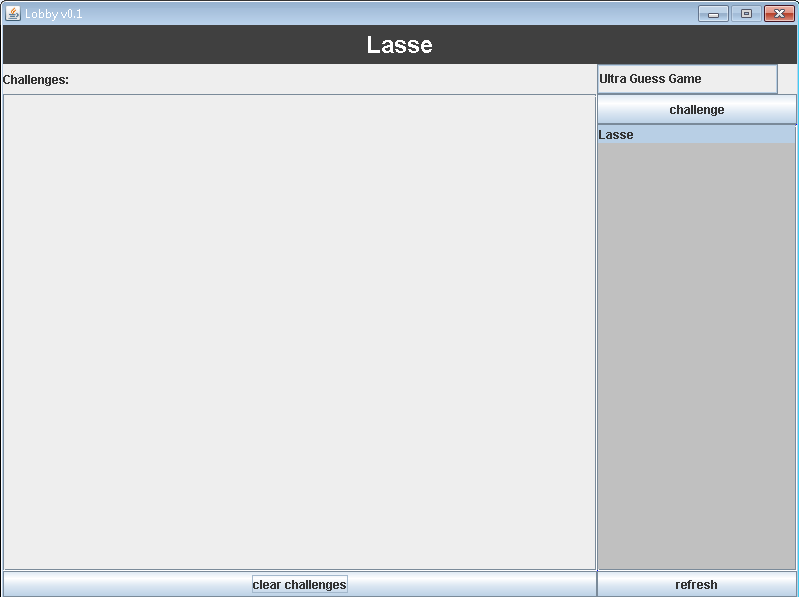 Lobby v0.1
Lasse
Challenges:
Ultra Guess Game
challenge
Lasse
clear challenges
refresh